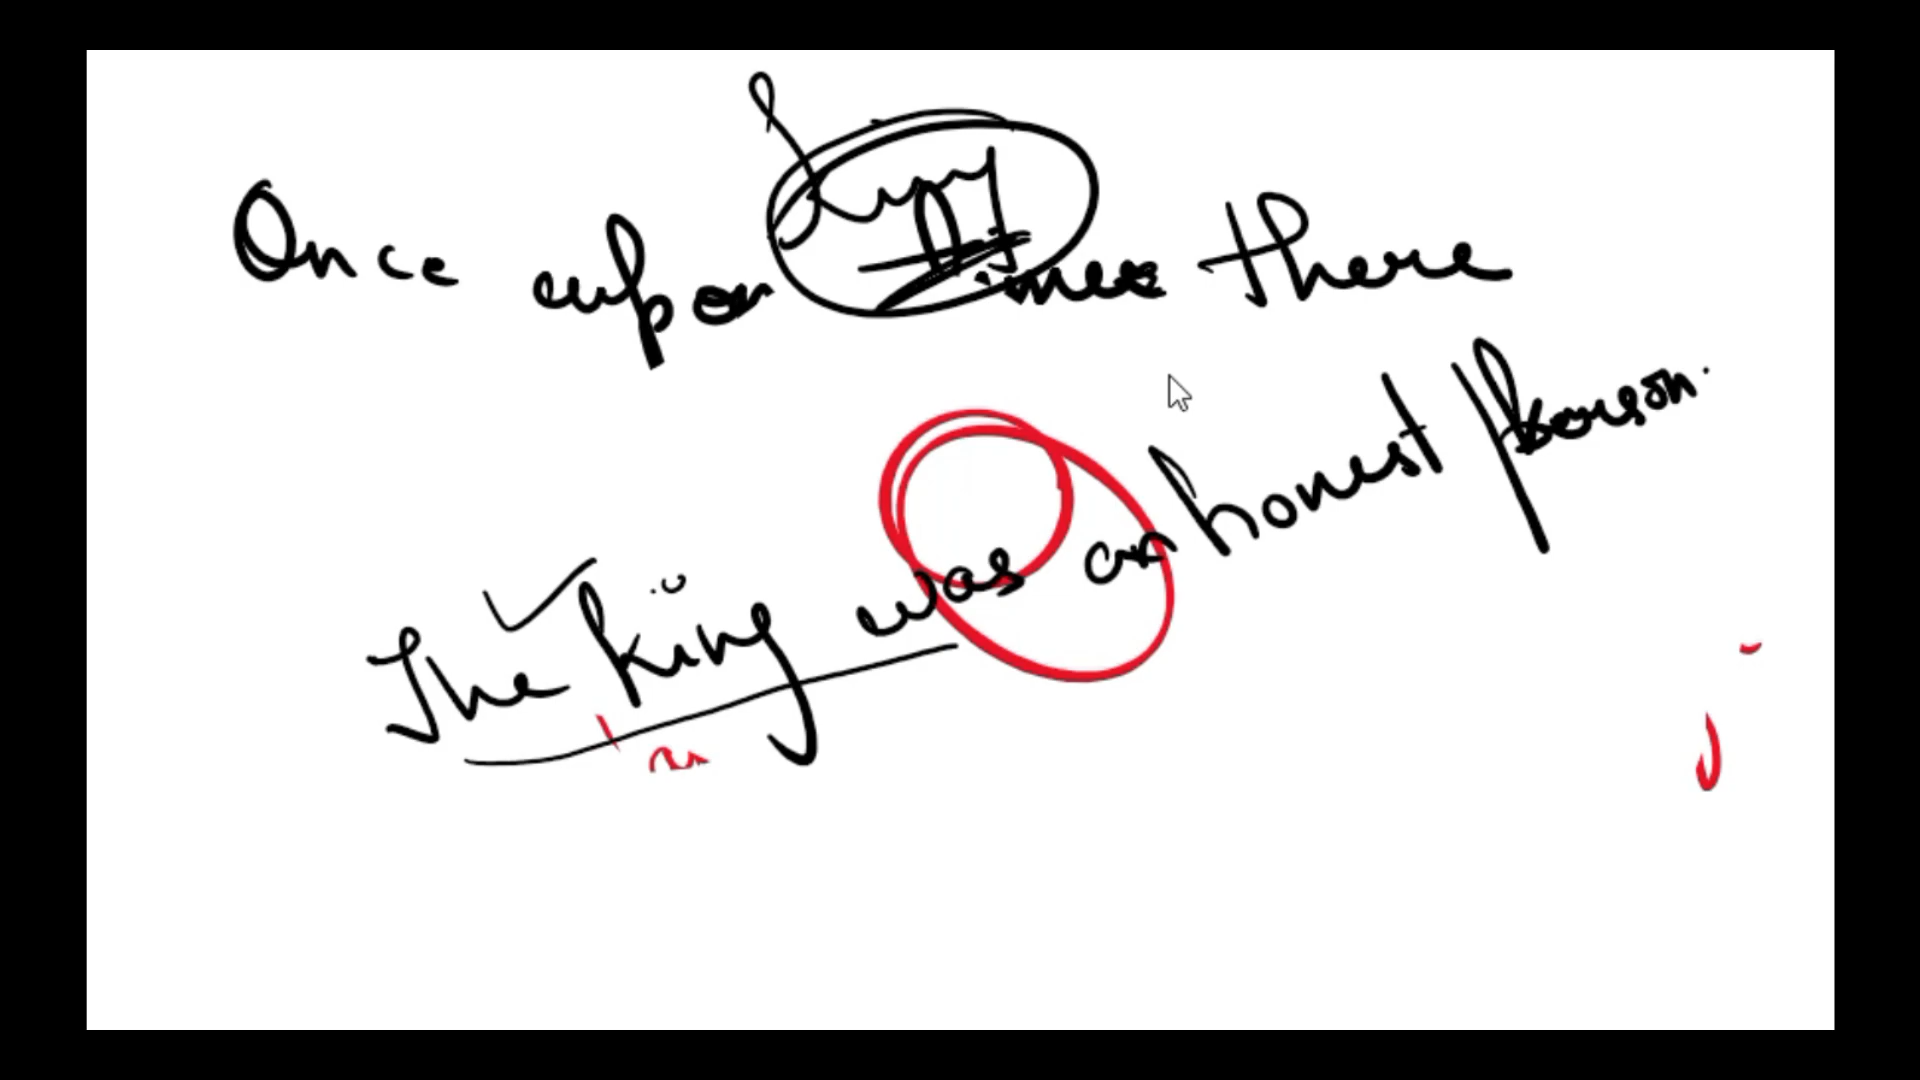 Once upon times there
The king was an honest person.